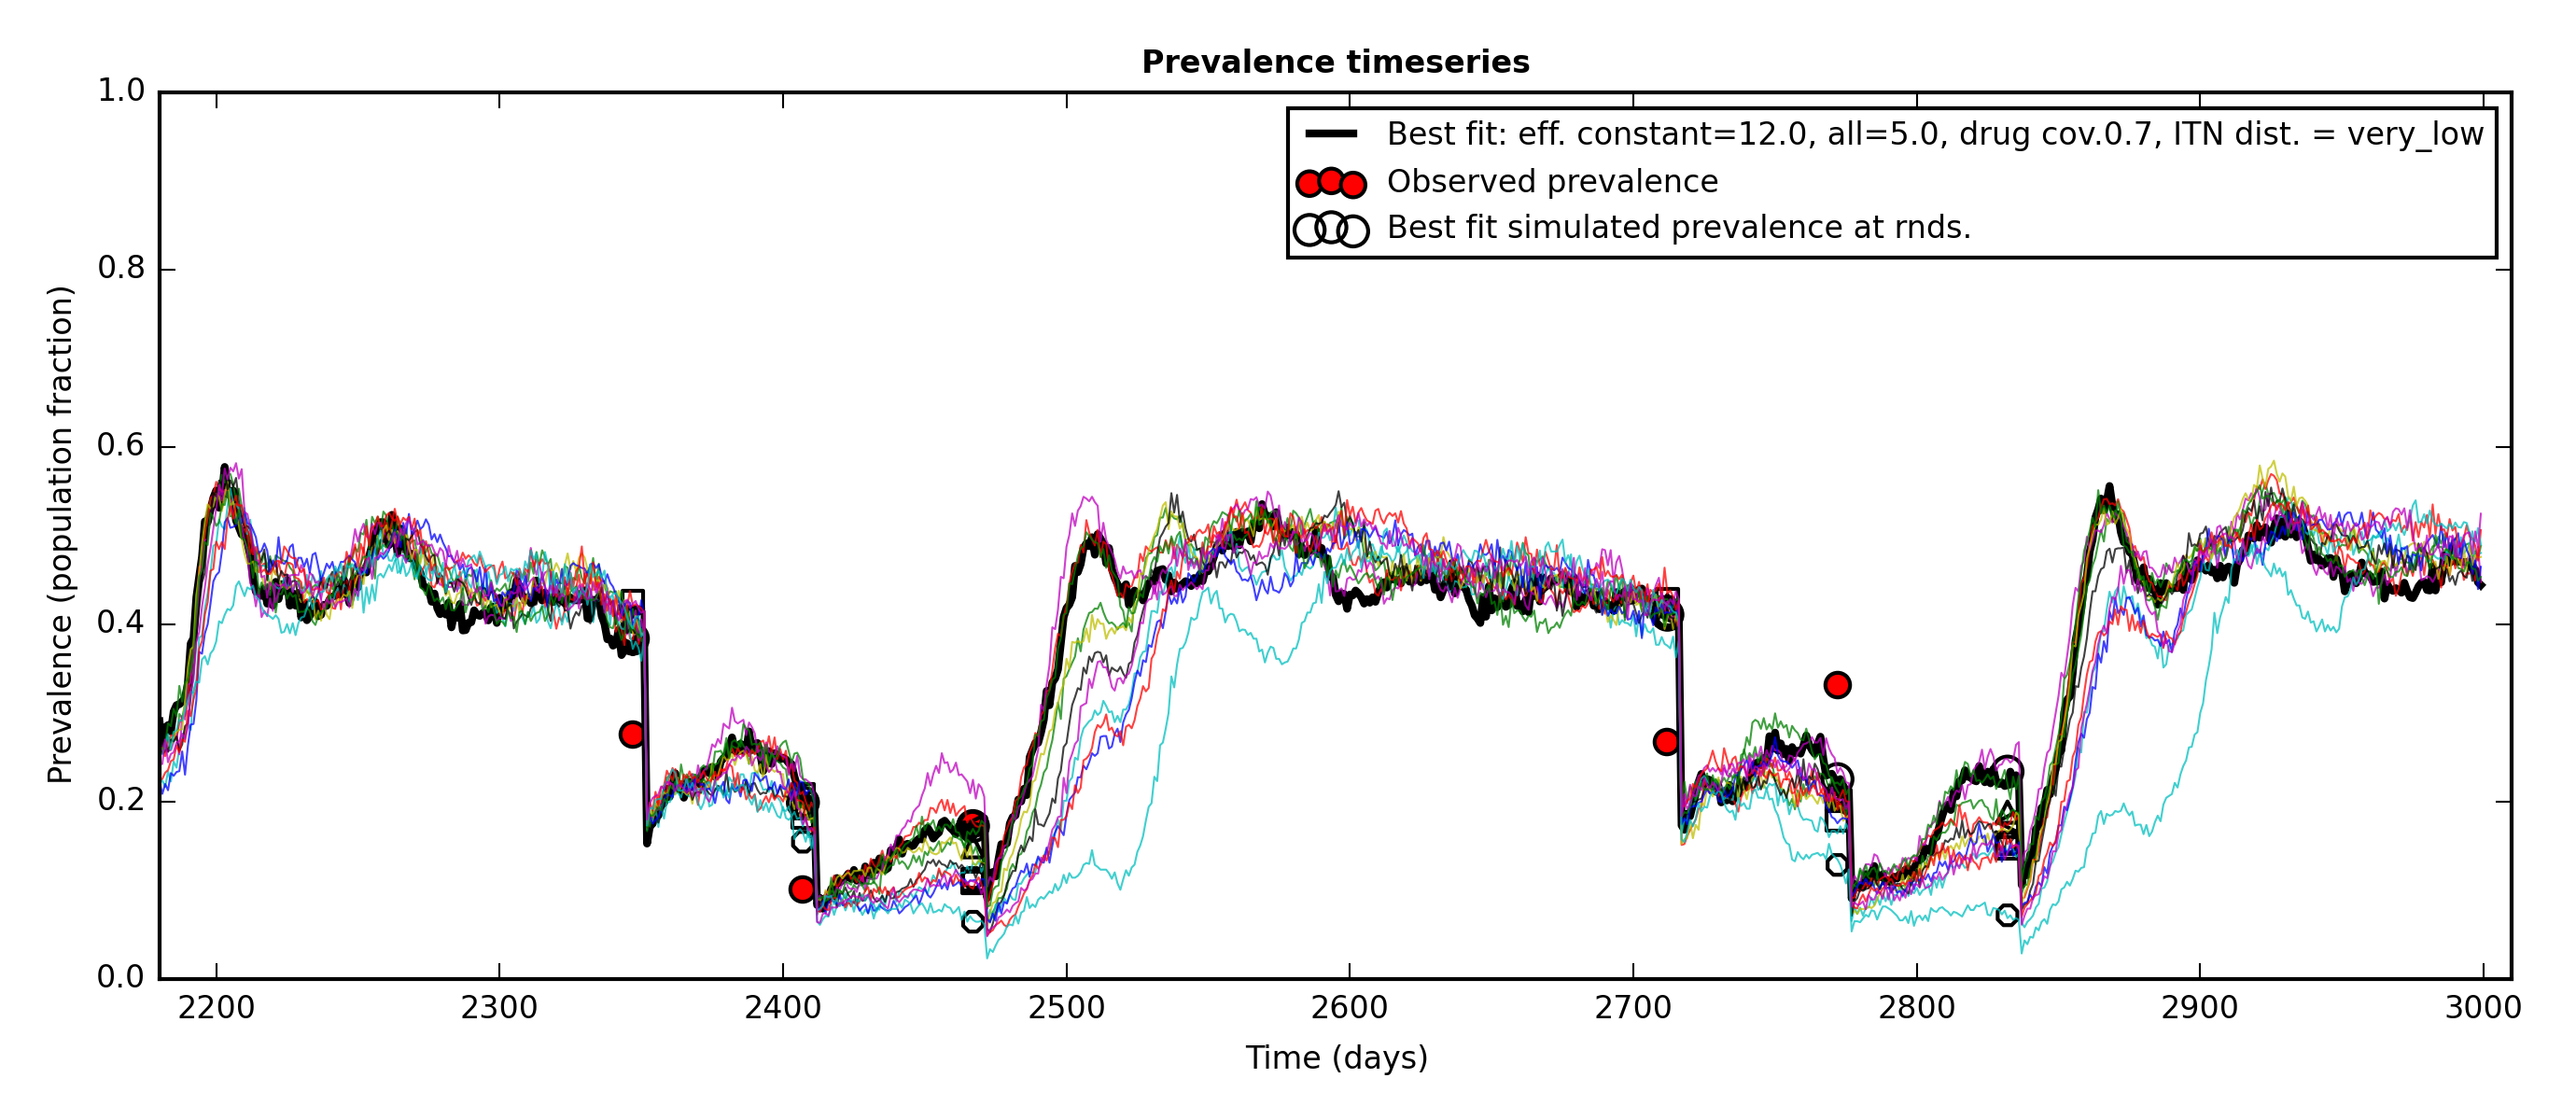 Prevalence timeseries
Best fit: eff. constant=12.0, all=5.0, drug cov.0.7, ITN dist. = very_low
Observed prevalence
Best fit simulated prevalence at rnds.
Prevalence (population fraction)
1.0
0.8
0.6
0.4
0.2
0.0
2200 2300 2400 2500 2600 2700 2800 2900 3000
Time (days)